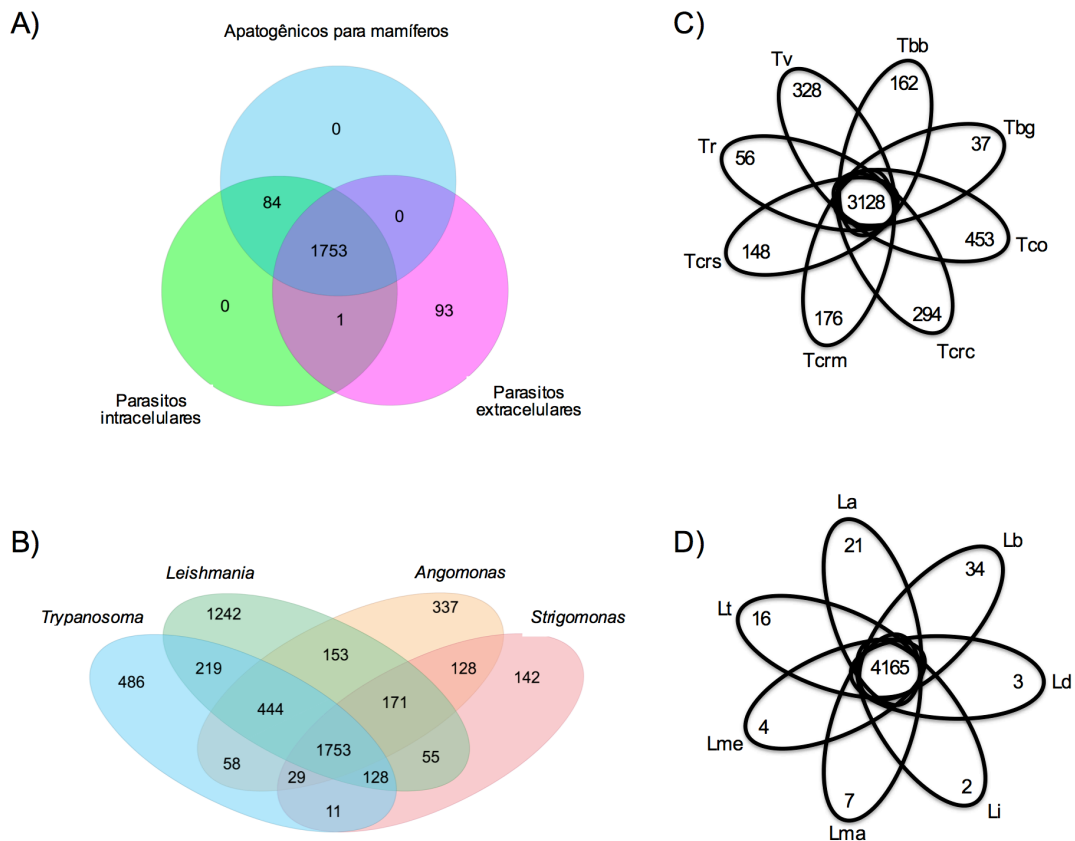 A)
Apatogênicos para mamíferos
0
84
0
1753
0
1
93
Parasitos
intracelulares
Parasitos
extracelulares
B)
Trypanosoma
Leishmania
Angomonas
Strigomonas
486
1242
337
142
219
153
128
444
171
1753
58
29
128
55
11
C)
Tv
Tbb
Tbg
Tco
Tcrc
Tcrm
Tcrs
Tr
328
162
37
453
294
176
148
56
3128
D)
La
Lb
Ld
Li
Lma
Lme
Lt
21
34
3
2
7
4
16
4165